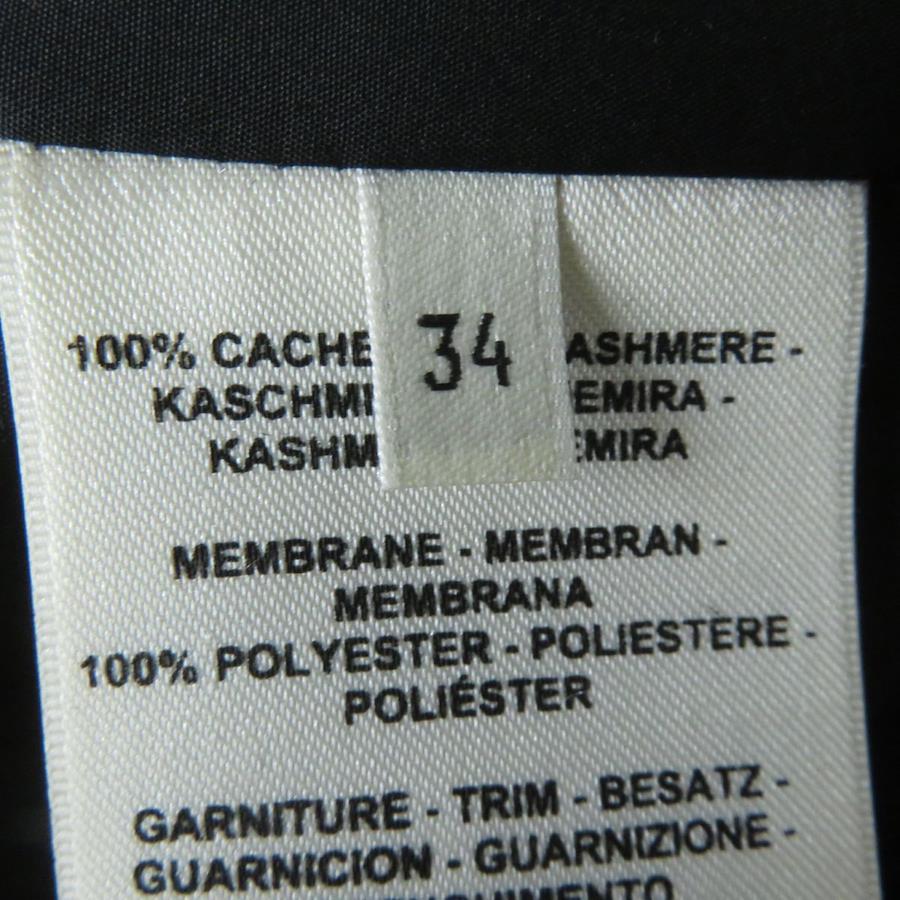 34
100% CACHE ASHMERE -
KASCHMI EMIRA -
KASHM EMIRA
MEMBRANE - MEMBRAN -
MEMBRANA
100% POLYESTER - POLIESTERE -
POLIÉSTER
GARNITURE - TRIM - BESATZ -
GUARNICION - GUARNIZIONE -